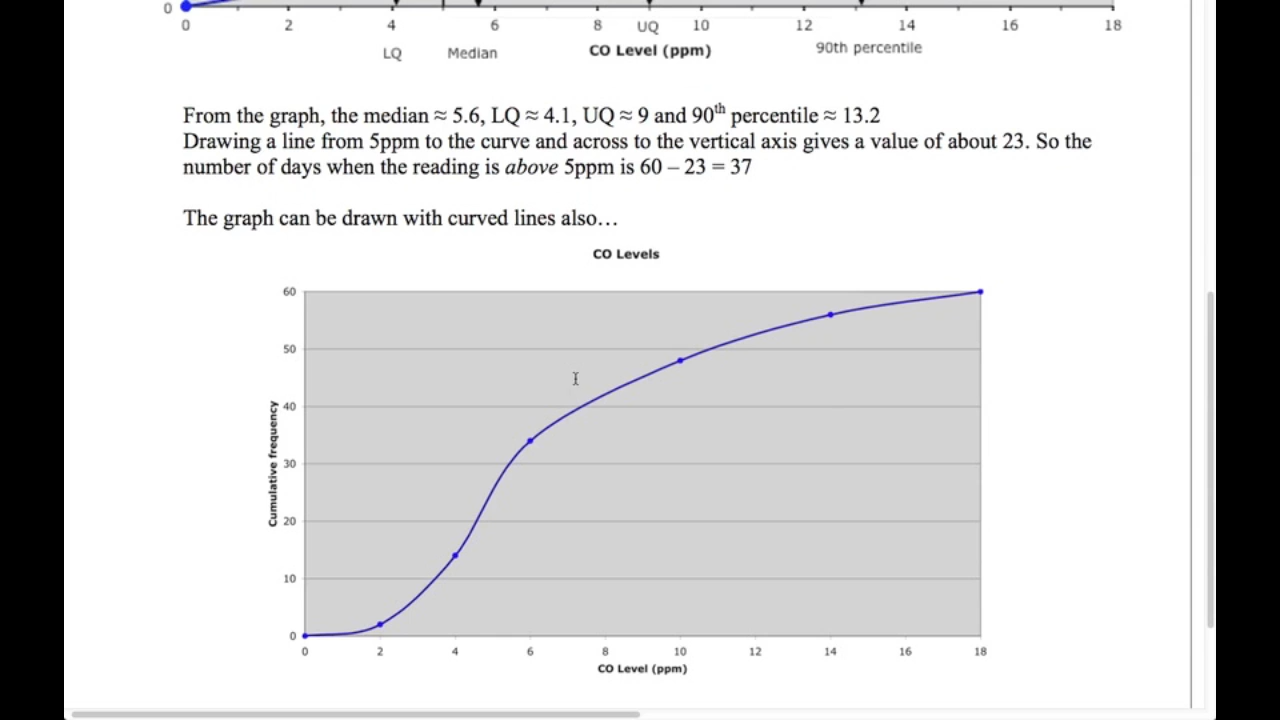 0
0 2 4 6 8 UQ 10 12 14 16 18
LQ Median CO Level (ppm) 90th percentile
From the graph, the median ≈ 5.6, LQ ≈ 4.1, UQ ≈ 9 and 90th percentile ≈ 13.2
Drawing a line from 5ppm to the curve and across to the vertical axis gives a value of about 23. So the
number of days when the reading is above 5ppm is 60 – 23 = 37
The graph can be drawn with curved lines also…
CO Levels
60
50
40
30
20
10
0
Cumulative frequency
0 2 4 6 8 10 12 14 16 18
CO Level (ppm)